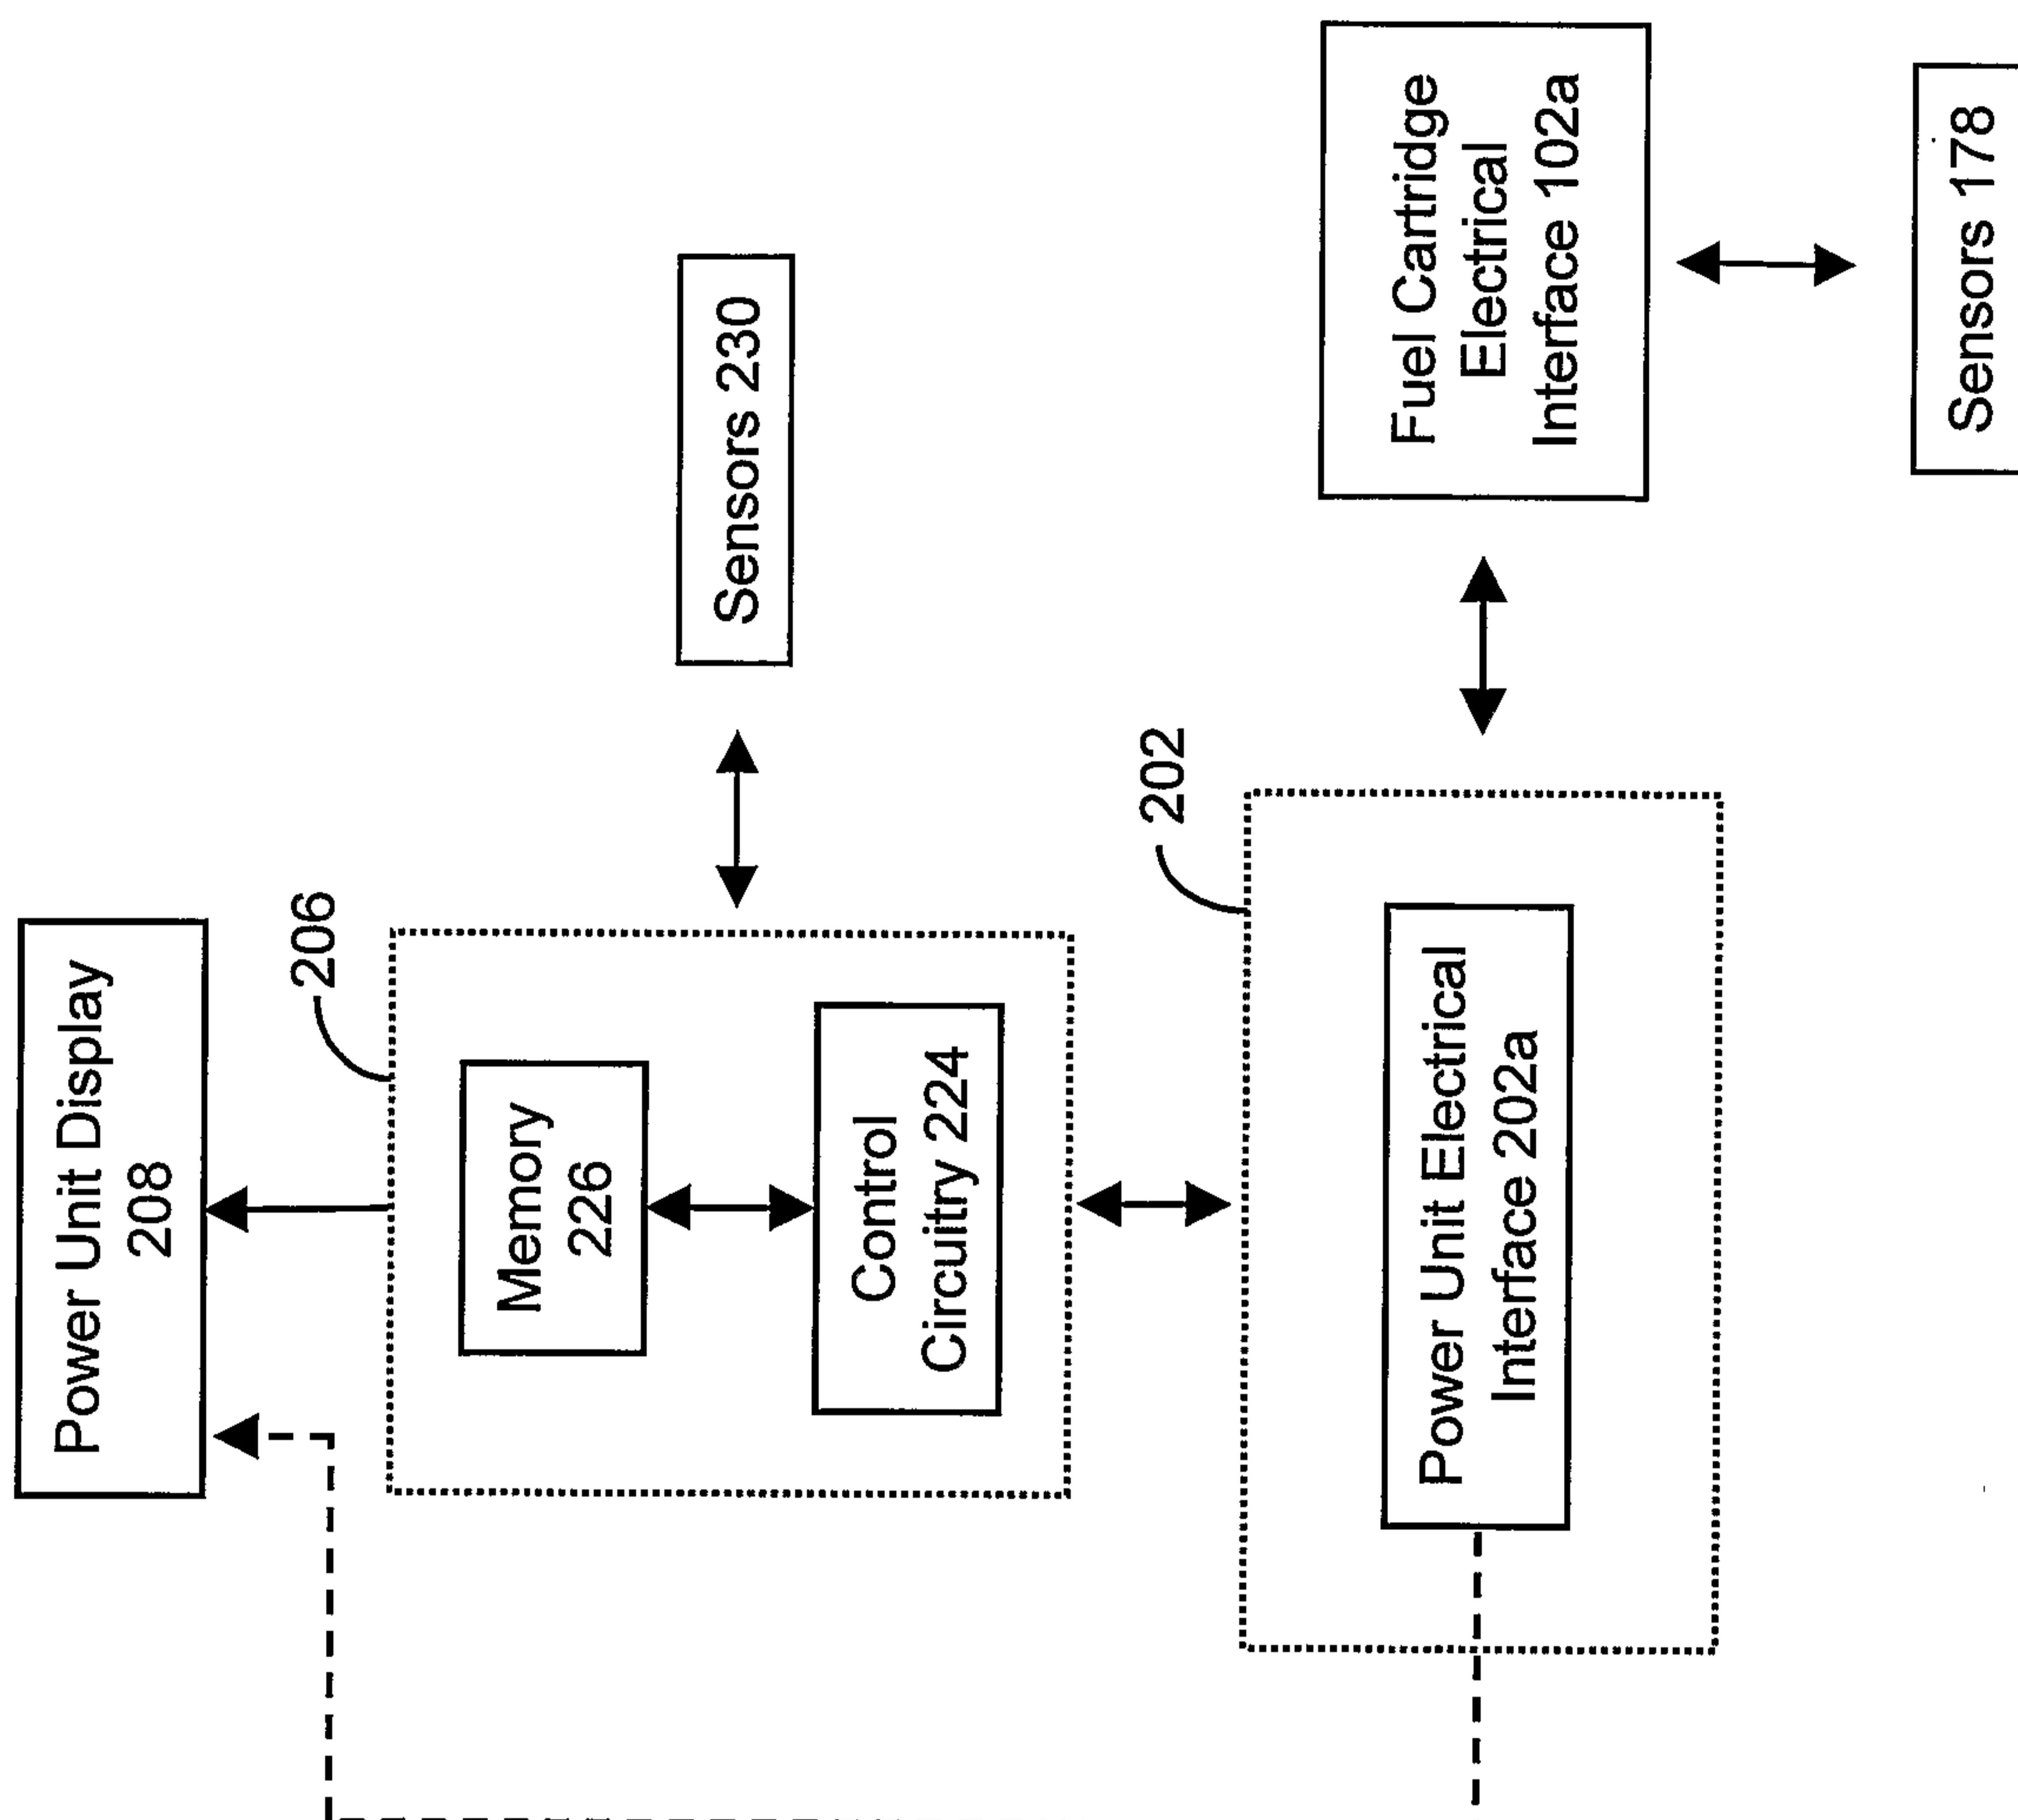 Power Unit Display
208
206
Memory
226
Control
Circuitry 224
Sensors 230
202
Power Unit Electrical
Interface 202a
Fuel Cartridge
Electrical
Interface 102a
Sensors 178